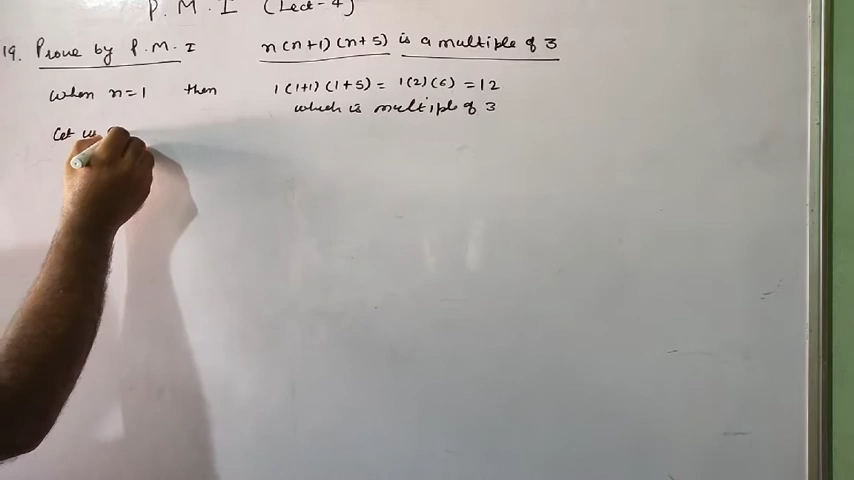 P. M. I (Lect-4)
19. Prove by P. M. I n(n+1)(n+5) is a multiple of 3
when n=1 then 1(1+1)(1+5) = 1(2)(6) = 12
which is multiple of 3
Let